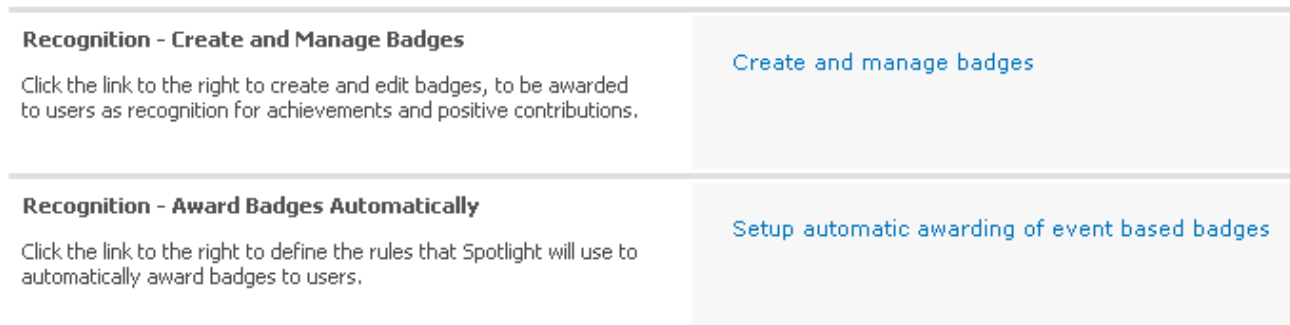 Recognition - Create and Manage Badges
Create and manage badges
Click the link to the right to create and edit badges, to be awarded
to users as recognition for achievements and positive contributions.
Recognition - Award Badges Automatically
Setup automatic awarding of event based badges
Click the link to the right to define the rules that Spotlight will use to
automatically award badges to users.